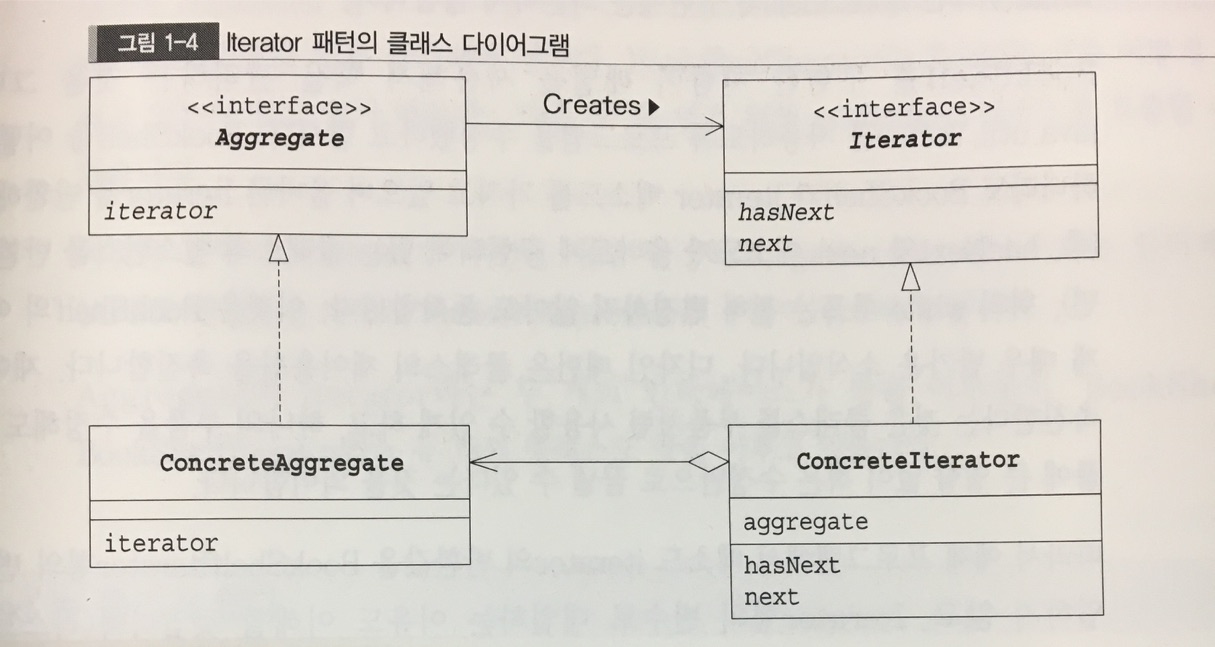 그림 1-4 Iterator 패턴의 클래스 다이어그램
<<interface>>
Aggregate
iterator
Creates ▶
<<interface>>
Iterator
hasNext
next
ConcreteAggregate
iterator
ConcreteIterator
aggregate
hasNext
next